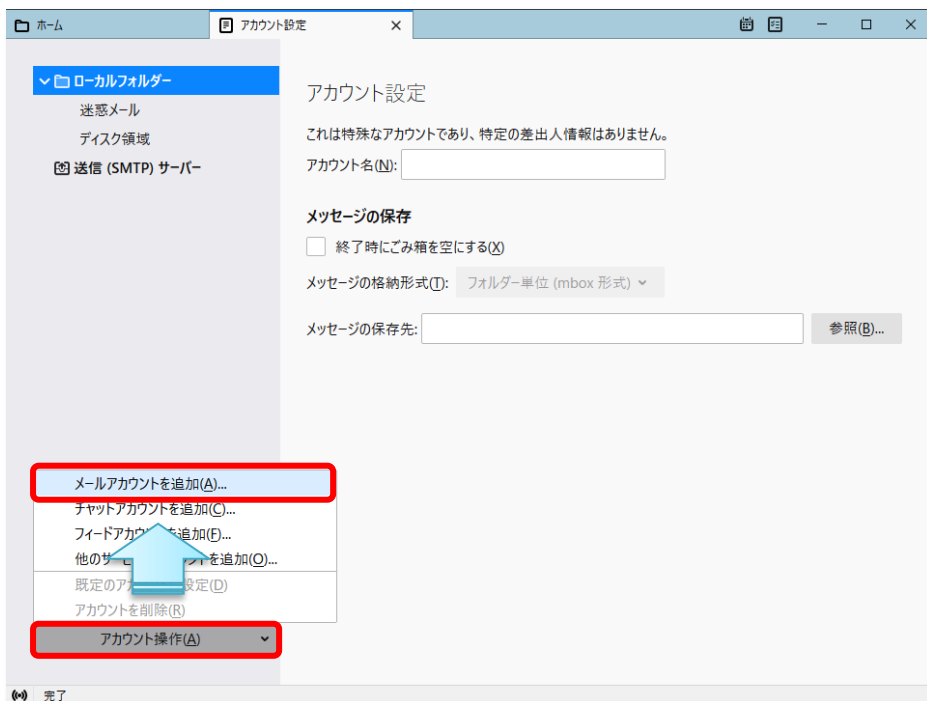 ホーム
アカウント設定
ローカルフォルダー
迷惑メール
ディスク領域
送信 (SMTP) サーバー
アカウント設定
これは特殊なアカウントであり、特定の差出人情報はありません。
アカウント名(N):
メッセージの保存
終了時にごみ箱を空にする(X)
メッセージの格納形式(T): フォルダー単位 (mbox 形式)
メッセージの保存先:
参照(B)...
メールアカウントを追加(A)...
チャットアカウントを追加(C)...
フィードアカ を追加(F)...
他のサ トを追加(O)...
既定のア 設定(D)
アカウントを削除(R)
アカウント操作(A)
完了